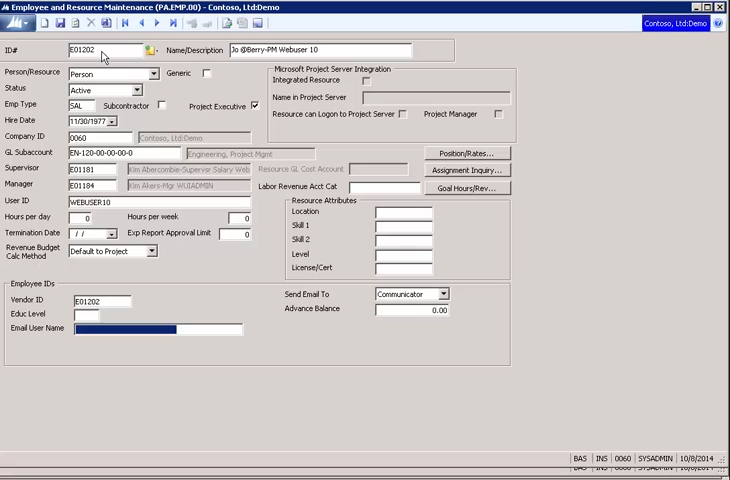 Employee and Resource Maintenance (PA.EMP.00) - Contoso, Ltd:Demo
Contoso, Ltd:Demo
ID# E01202 Name/Description Jo @Berry-PM Webuser 10
Person/Resource Person Generic
Status Active
Emp Type SAL Subcontractor Project Executive
Hire Date 11/30/1977
Company ID 0060 Contoso, Ltd:Demo
GL Subaccount EN-120-00-00-00-0 Engineering, Project Mgmt
Supervisor E01181 Kim Abercombie-Supervsr Salary Web
Manager E01184 Kim Akers-Mgr WUIADMIN
User ID WEBUSER10
Hours per day 0 Hours per week 0
Termination Date / / Exp Report Approval Limit 0
Revenue Budget
Calc Method Default to Project
Microsoft Project Server Integration
Integrated Resource
Name in Project Server
Resource can Logon to Project Server Project Manager
Position/Rates...
Resource GL Cost Account Assignment Inquiry...
Labor Revenue Acct Cat Goal Hours/Rev...
Resource Attributes
Location
Skill 1
Skill 2
Level
License/Cert
Employee IDs
Vendor ID E01202
Educ Level
Email User Name
Send Email To Communicator
Advance Balance 0.00
BAS INS 0060 SYSADMIN 10/8/2014